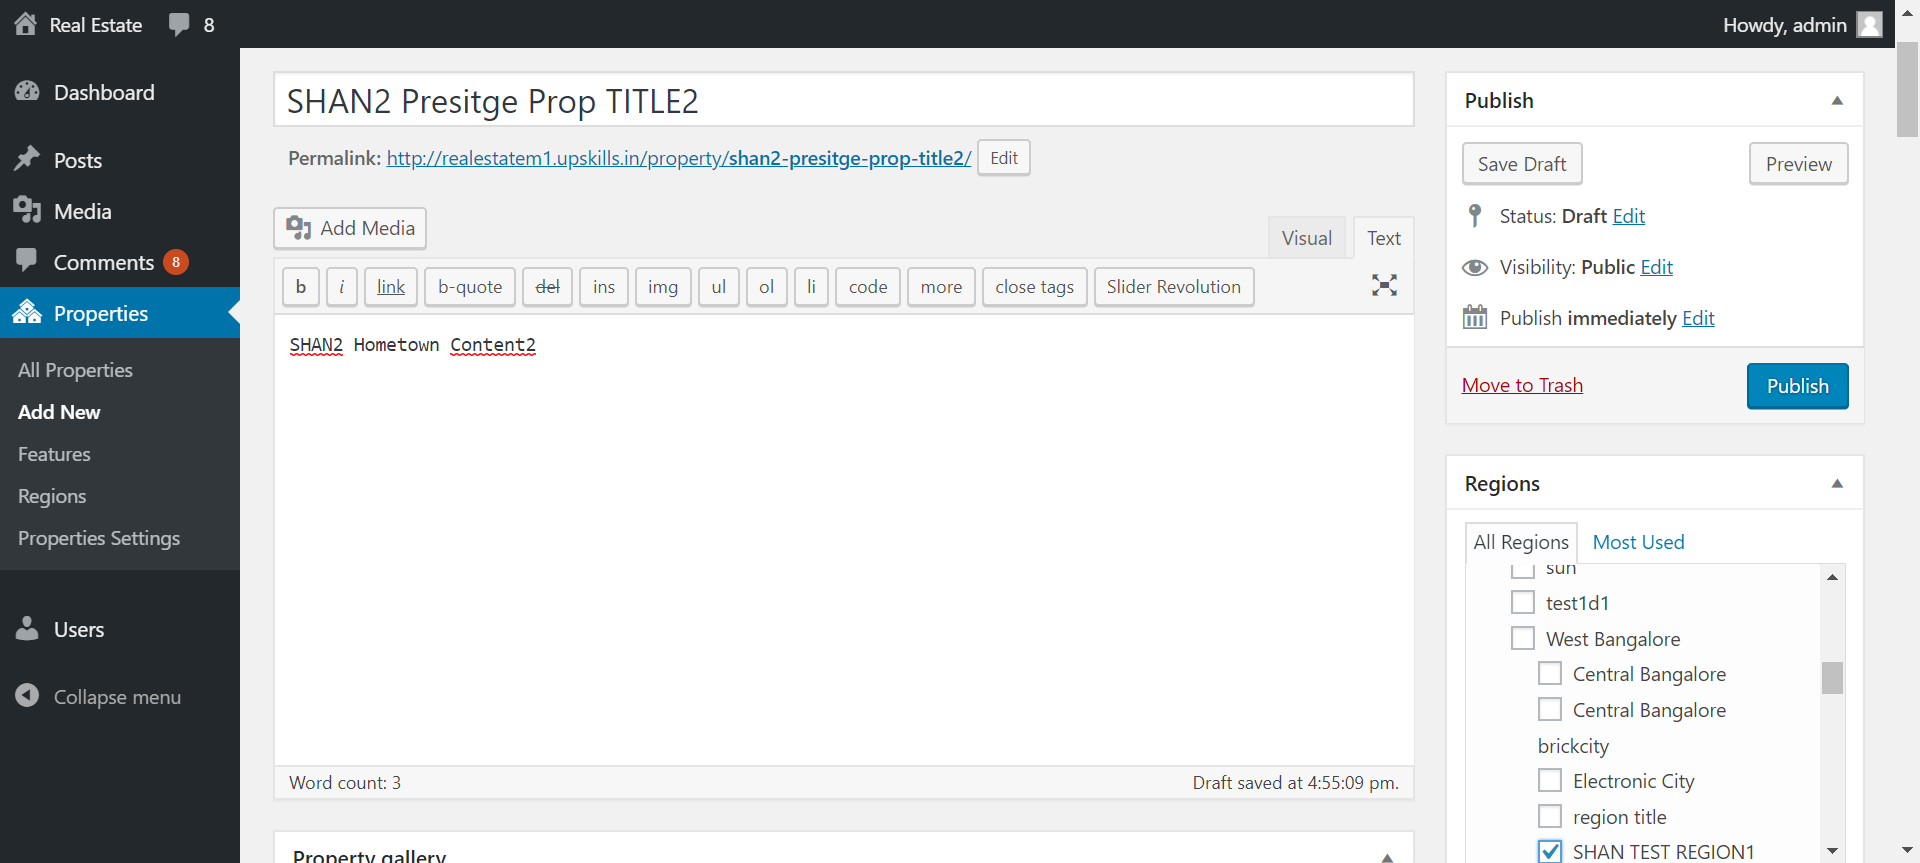 Real Estate 8 Howdy, admin
Dashboard
Posts
Media
Comments 8
Properties
All Properties
Add New
Features
Regions
Properties Settings
Users
Collapse menu
SHAN2 Presitge Prop TITLE2
Permalink: http://realestatem1.upskills.in/property/shan2-presitge-prop-title2/ Edit
Add Media
Visual Text
b i link b-quote del ins img ul ol li code more close tags Slider Revolution
SHAN2 Hometown Content2
Word count: 3 Draft saved at 4:55:09 pm.
Property gallery
Publish
Save Draft Preview
Status: Draft Edit
Visibility: Public Edit
Publish immediately Edit
Move to Trash Publish
Regions
All Regions Most Used
sun
test1d1
West Bangalore
Central Bangalore
Central Bangalore
brickcity
Electronic City
region title
SHAN TEST REGION1